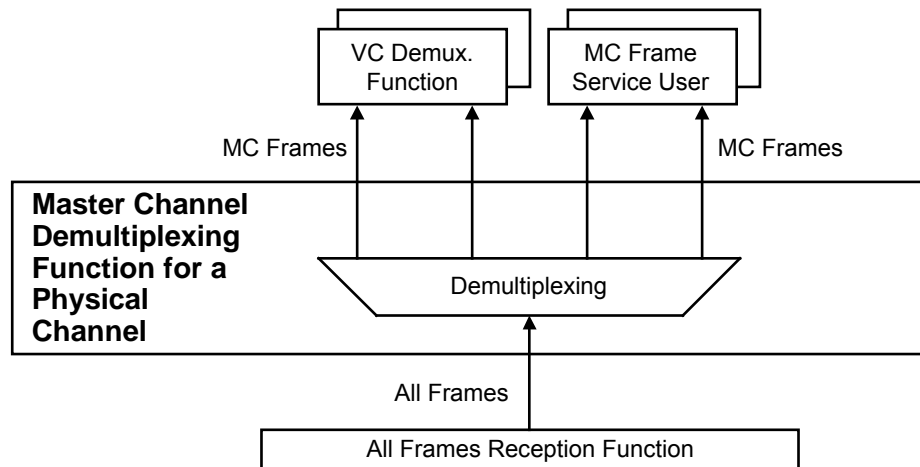 VC Demux.
Function
MC Frame
Service User
MC Frames
MC Frames
Master Channel
Demultiplexing
Function for a
Physical
Channel
Demultiplexing
All Frames
All Frames Reception Function